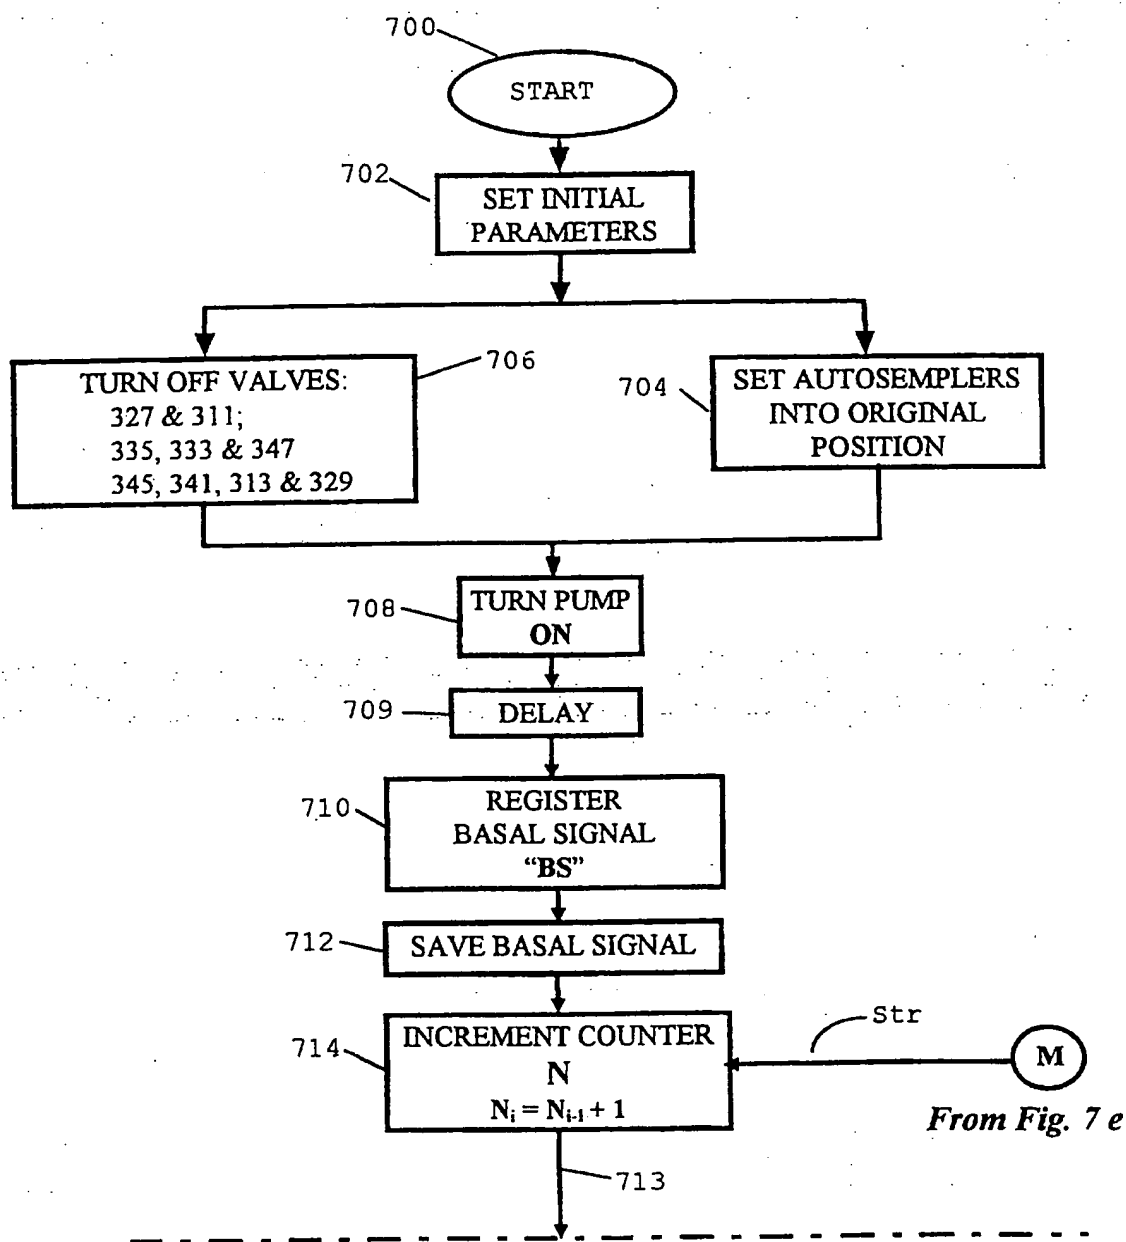 700
START
702
SET INITIAL
PARAMETERS
706
TURN OFF VALVES:
327 & 311;
335, 333 & 347
345, 341, 313 & 329
704
SET AUTOSEMPLERS
INTO ORIGINAL
POSITION
708
TURN PUMP
ON
709
DELAY
710
REGISTER
BASAL SIGNAL
“BS”
712
SAVE BASAL SIGNAL
714
INCREMENT COUNTER
N
Nᵢ = Nᵢ₋₁ + 1
Str
M
From Fig. 7 e
713